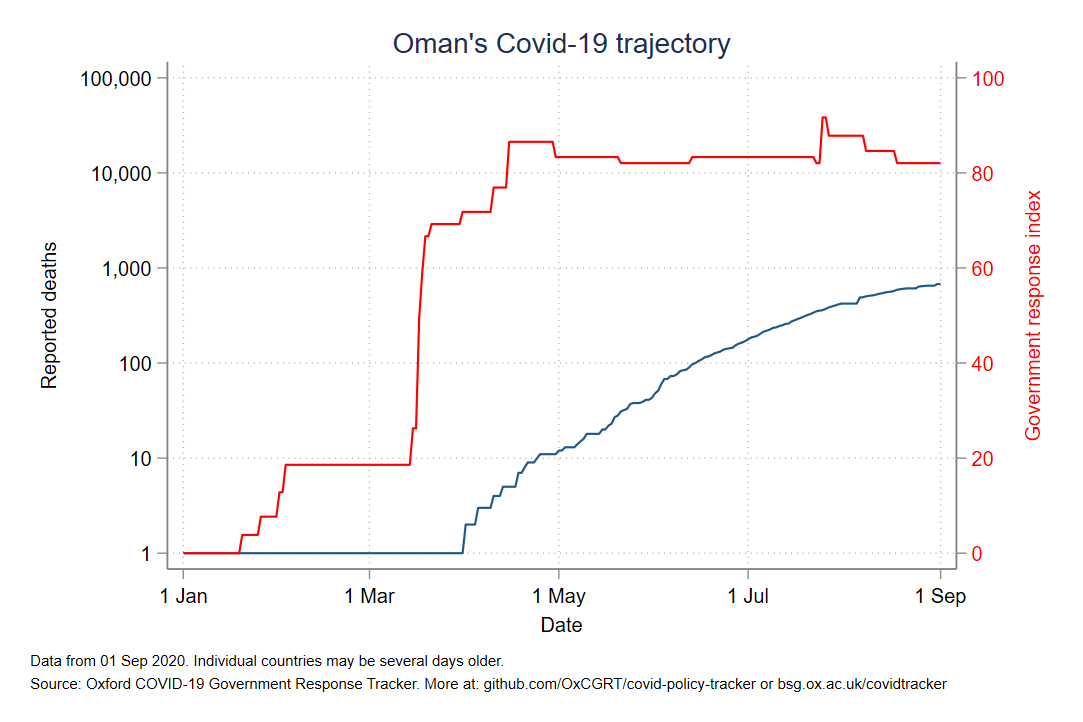 Oman's Covid-19 trajectory
100,000
10,000
1,000
100
10
1
Reported deaths
100
80
60
40
20
0
Government response index
1 Jan
1 Mar
1 May
1 Jul
1 Sep
Date
Data from 01 Sep 2020. Individual countries may be several days older.
Source: Oxford COVID-19 Government Response Tracker. More at: github.com/OxCGRT/covid-policy-tracker or bsg.ox.ac.uk/covidtracker